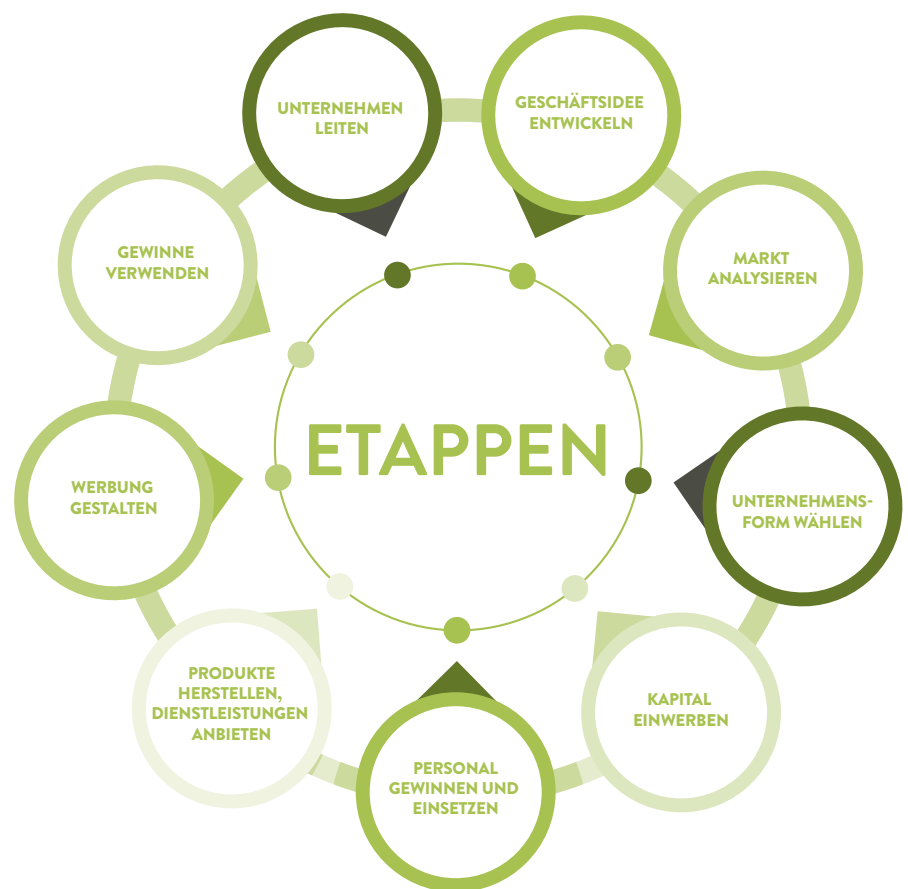 GESCHÄFTSIDEE
ENTWICKELN
MARKT
ANALYSIEREN
UNTERNEHMENS-
FORM WÄHLEN
KAPITAL
EINWERBEN
PERSONAL
GEWINNEN UND
EINSETZEN
PRODUKTE
HERSTELLEN,
DIENSTLEISTUNGEN
ANBIETEN
WERBUNG
GESTALTEN
GEWINNE
VERWENDEN
UNTERNEHMEN
LEITEN
ETAPPEN